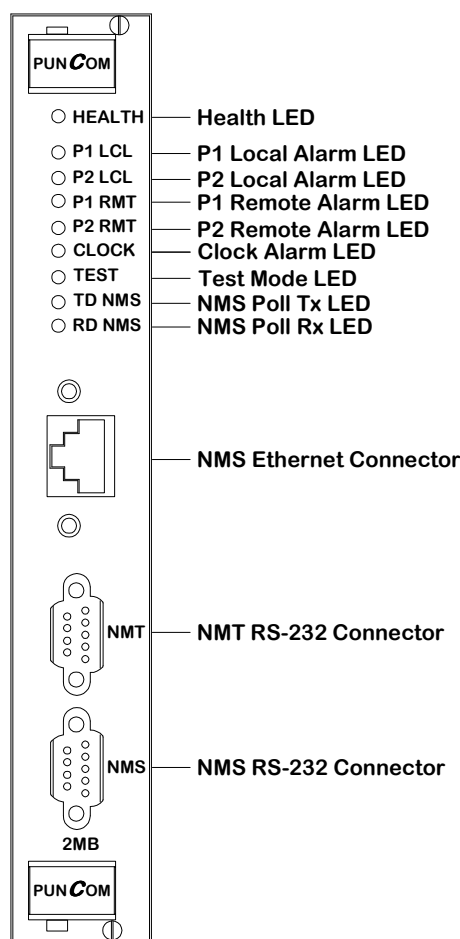 PUNCOM
HEALTH Health LED
P1 LCL P1 Local Alarm LED
P2 LCL P2 Local Alarm LED
P1 RMT P1 Remote Alarm LED
P2 RMT P2 Remote Alarm LED
CLOCK Clock Alarm LED
TEST Test Mode LED
TD NMS NMS Poll Tx LED
RD NMS NMS Poll Rx LED
NMS Ethernet Connector
NMT NMT RS-232 Connector
NMS NMS RS-232 Connector
2MB
PUNCOM